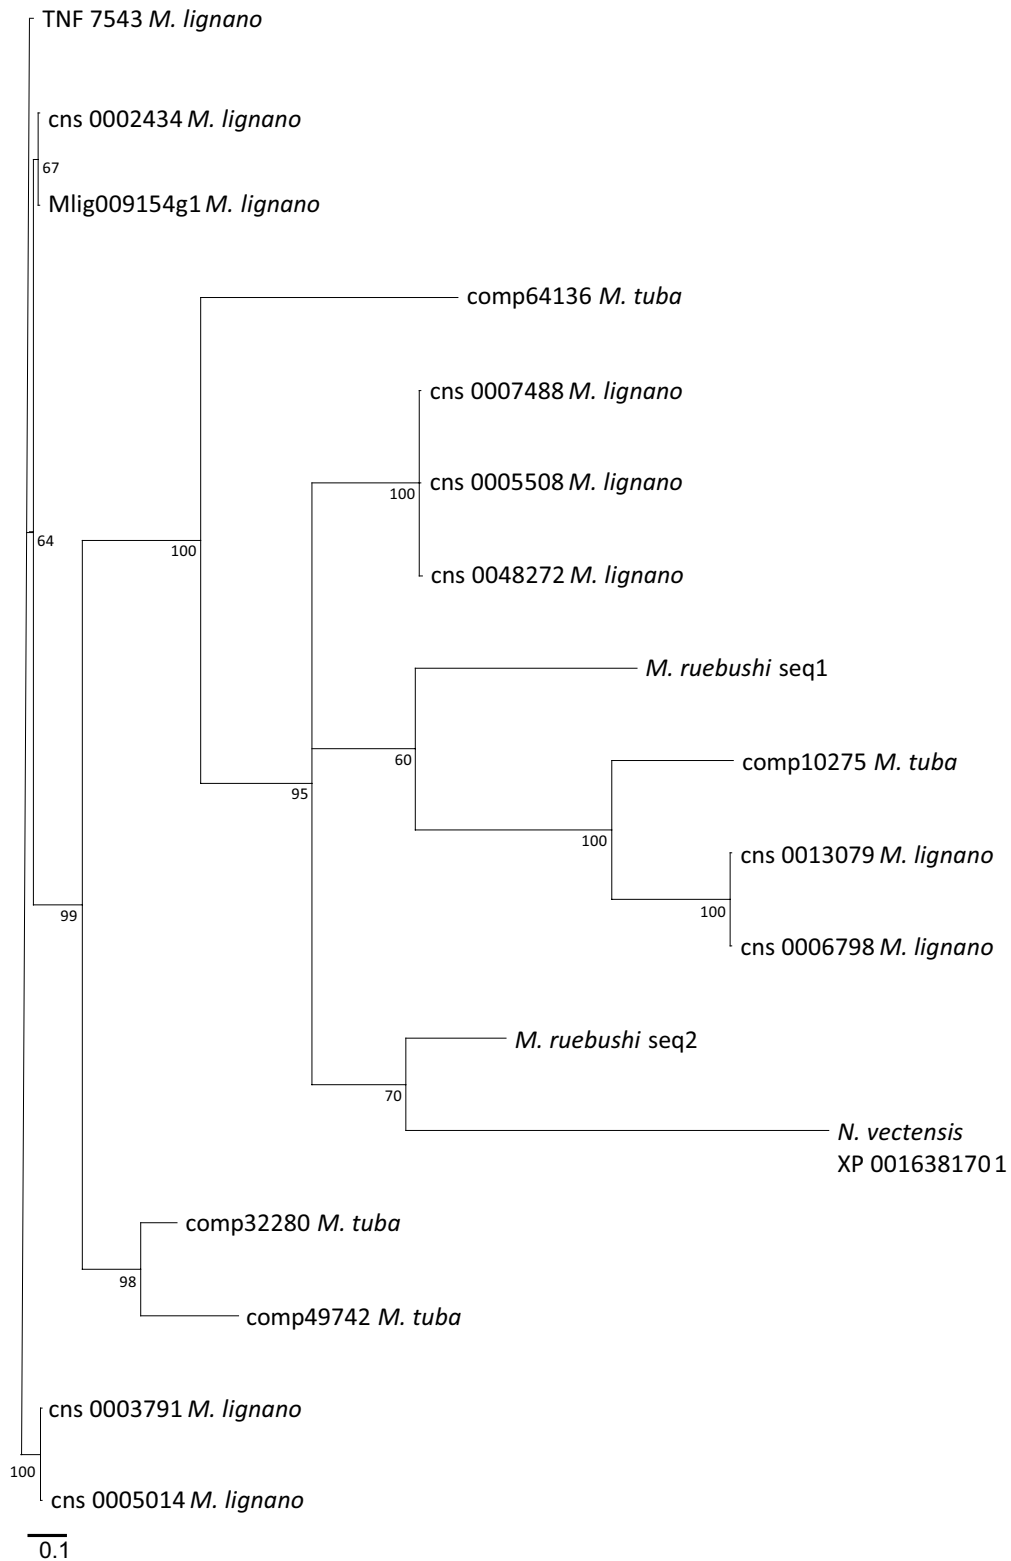 TNF 7543 M. lignano
cns 0002434 M. lignano
67
Mlig009154g1 M. lignano
comp64136 M. tuba
cns 0007488 M. lignano
cns 0005508 M. lignano
100
64
100
cns 0048272 M. lignano
M. ruebushi seq1
60
comp10275 M. tuba
95
100
cns 0013079 M. lignano
99
100
cns 0006798 M. lignano
M. ruebushi seq2
70
N. vectensis
XP 001638170 1
comp32280 M. tuba
98
comp49742 M. tuba
cns 0003791 M. lignano
100
cns 0005014 M. lignano
0.1